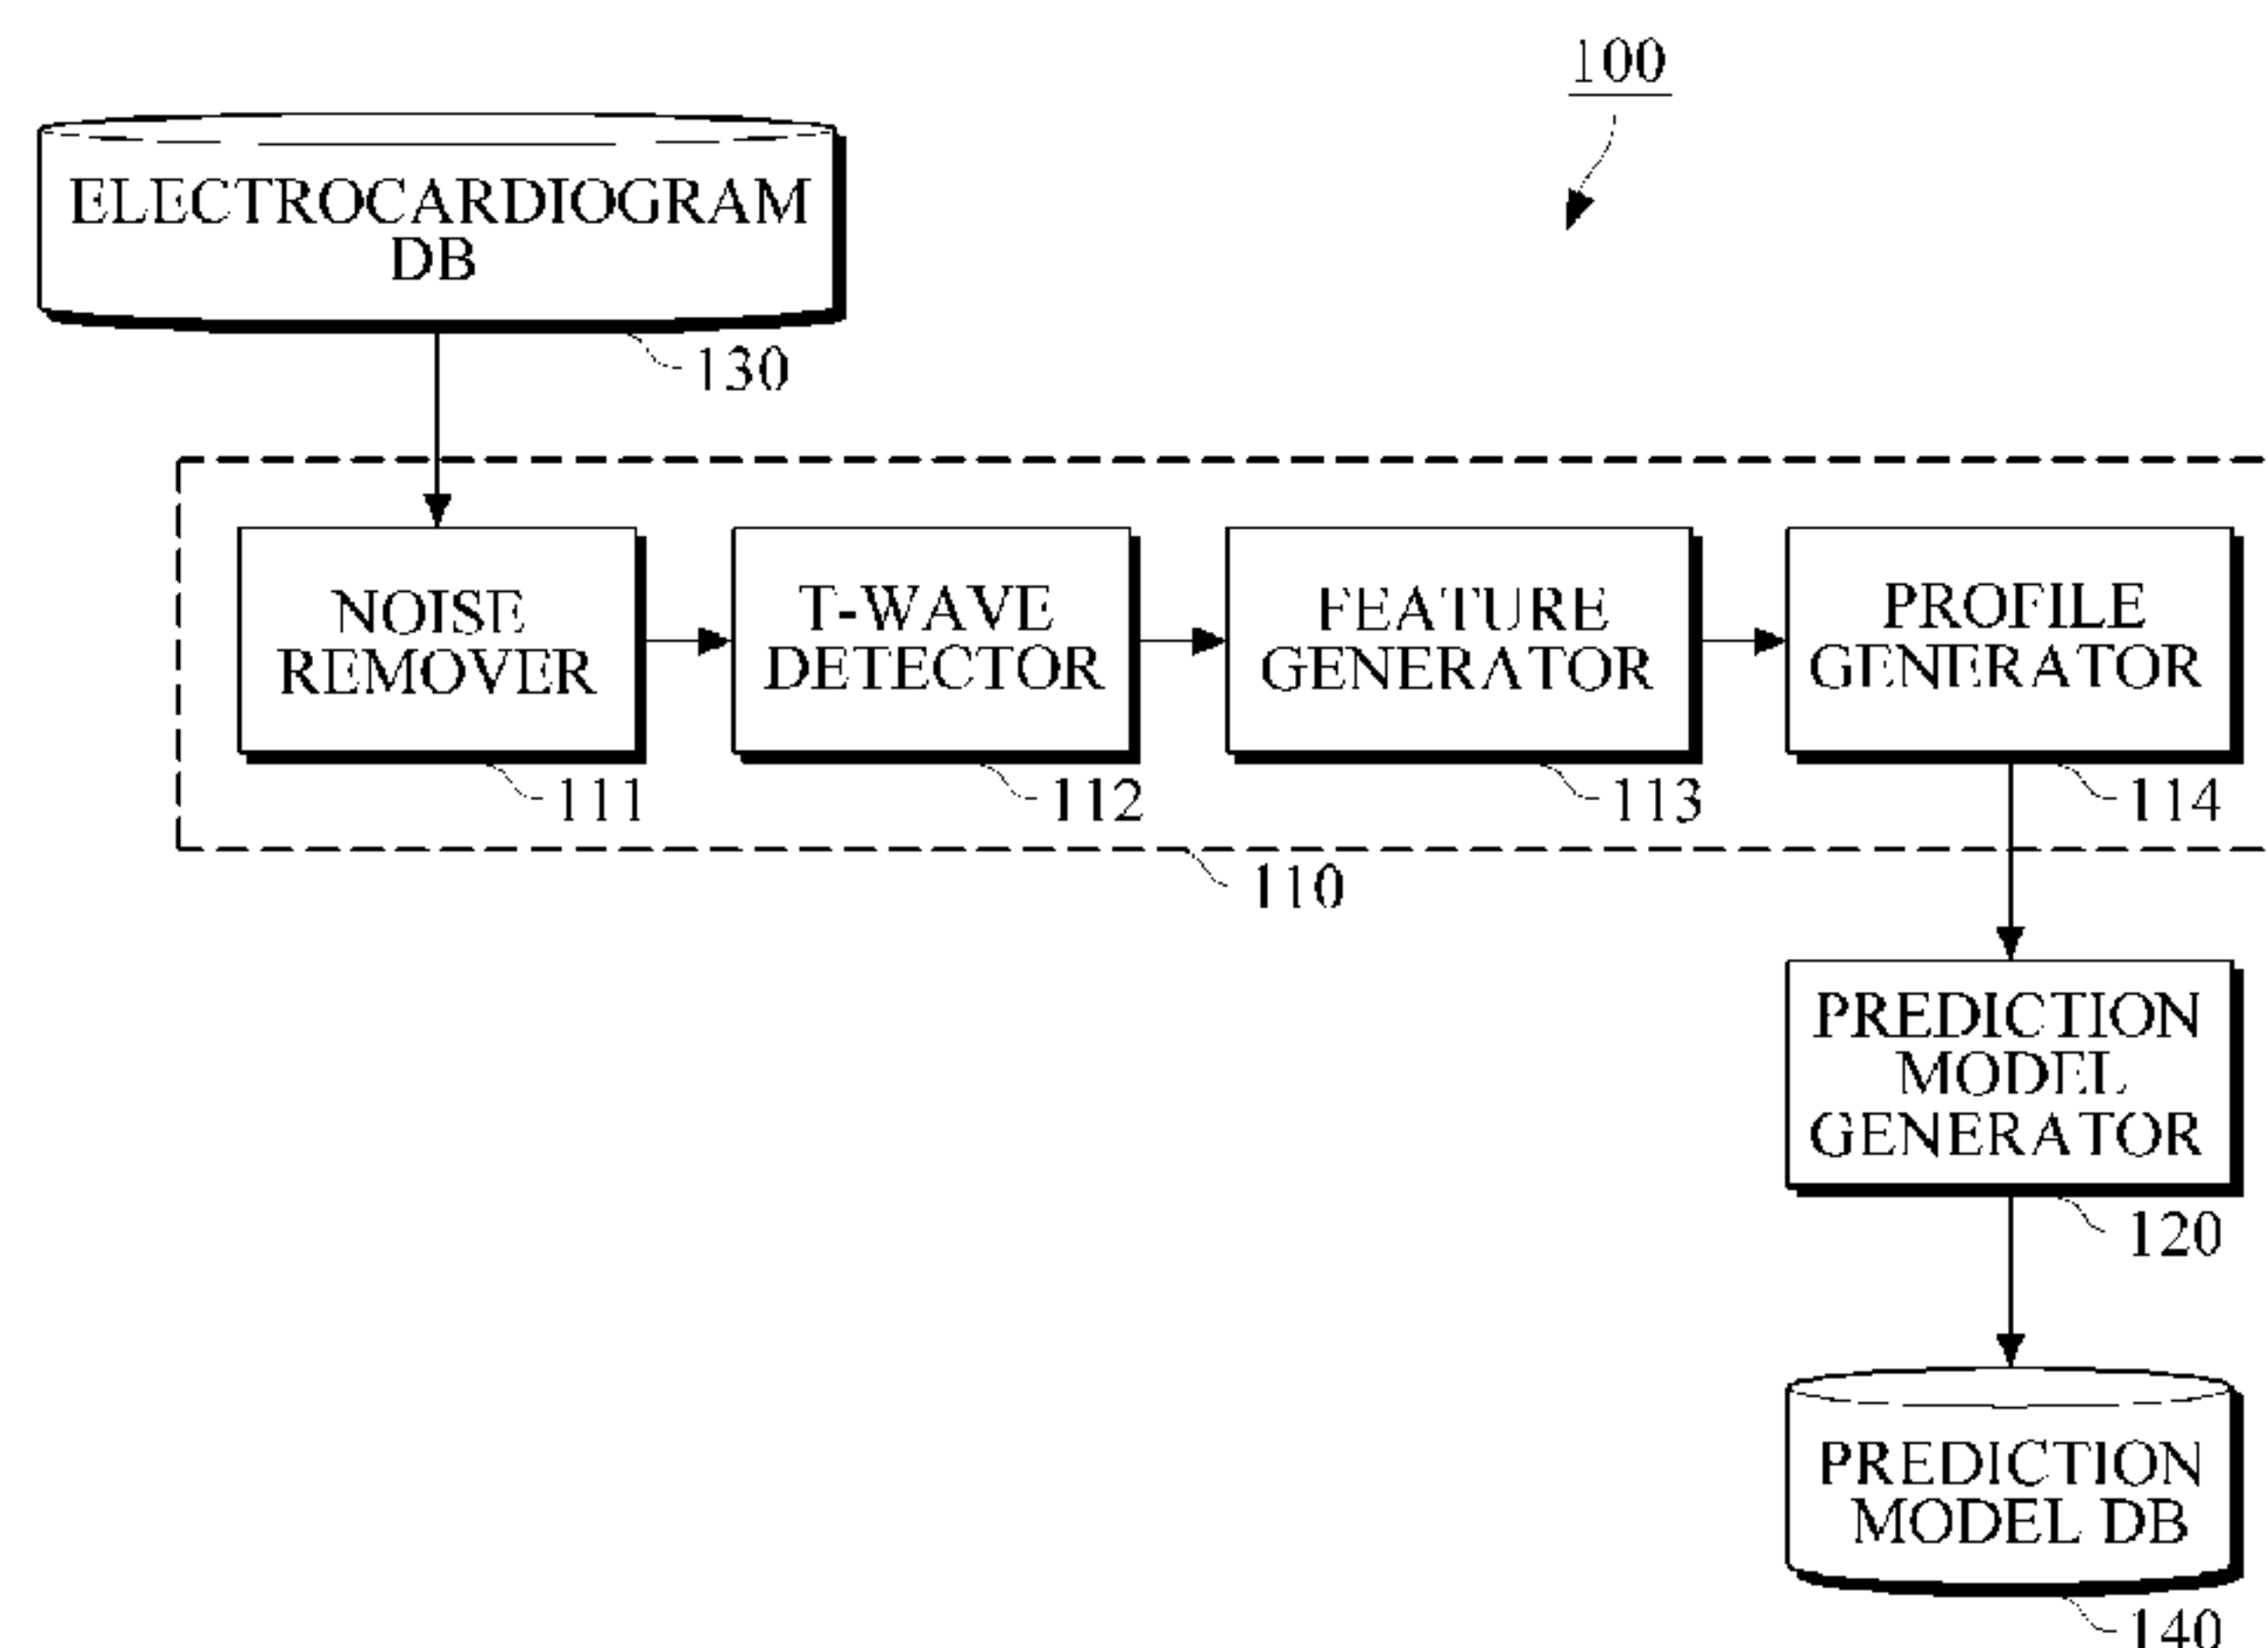 100
ELECTROCARDIOGRAM
DB
130
NOISE
REMOVER
111
T-WAVE
DETECTOR
112
FEATURE
GENERATOR
113
PROFILE
GENERATOR
114
110
PREDICTION
MODEL
GENERATOR
120
PREDICTION
MODEL DB
140